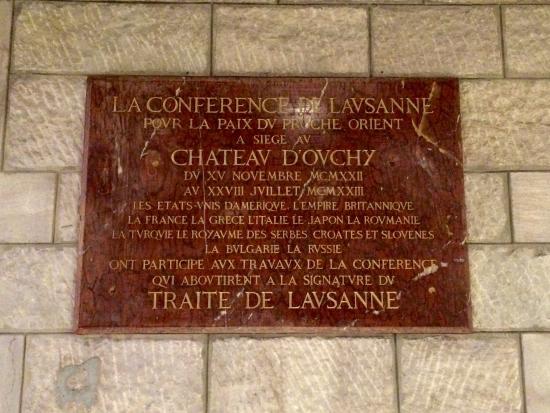 LA CONFERENCE DE LAVSANNE
POVR LA PAIX DV PROCHE ORIENT
A SIEGE AV
CHATEAV D'OVCHY
DV XV NOVEMBRE MCMXXII
AV XXVIII JVILLET MCMXXIII
LES ETATS-VNIS D'AMERIQVE, L'EMPIRE BRITANNIQVE
LA FRANCE LA GRECE L'ITALIE LE JAPON LA ROVMANIE
LA TVRQVIE LE ROYAVME DES SERBES CROATES ET SLOVENES
LA BVLGARIE LA RVSSIE
ONT PARTICIPE AVX TRAVAVX DE LA CONFERENCE
QVI ABOVTIRENT A LA SIGNATVRE DV
TRAITE DE LAVSANNE